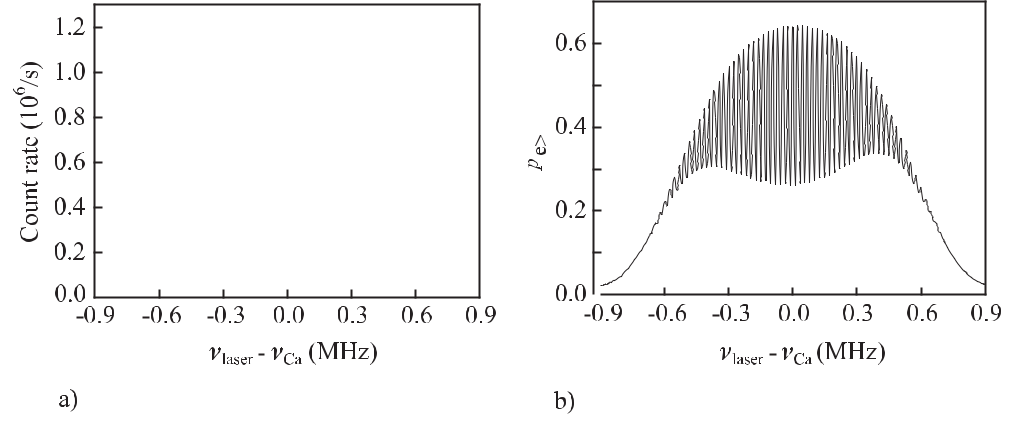 Count rate (10⁶/s)
1.2
1.0
0.8
0.6
0.4
0.2
0.0
-0.9 -0.6 -0.3 0.0 0.3 0.6 0.9
νlaser - νCa (MHz)
a)
p e>
0.6
0.4
0.2
0.0
-0.9 -0.6 -0.3 0.0 0.3 0.6 0.9
νlaser - νCa (MHz)
b)